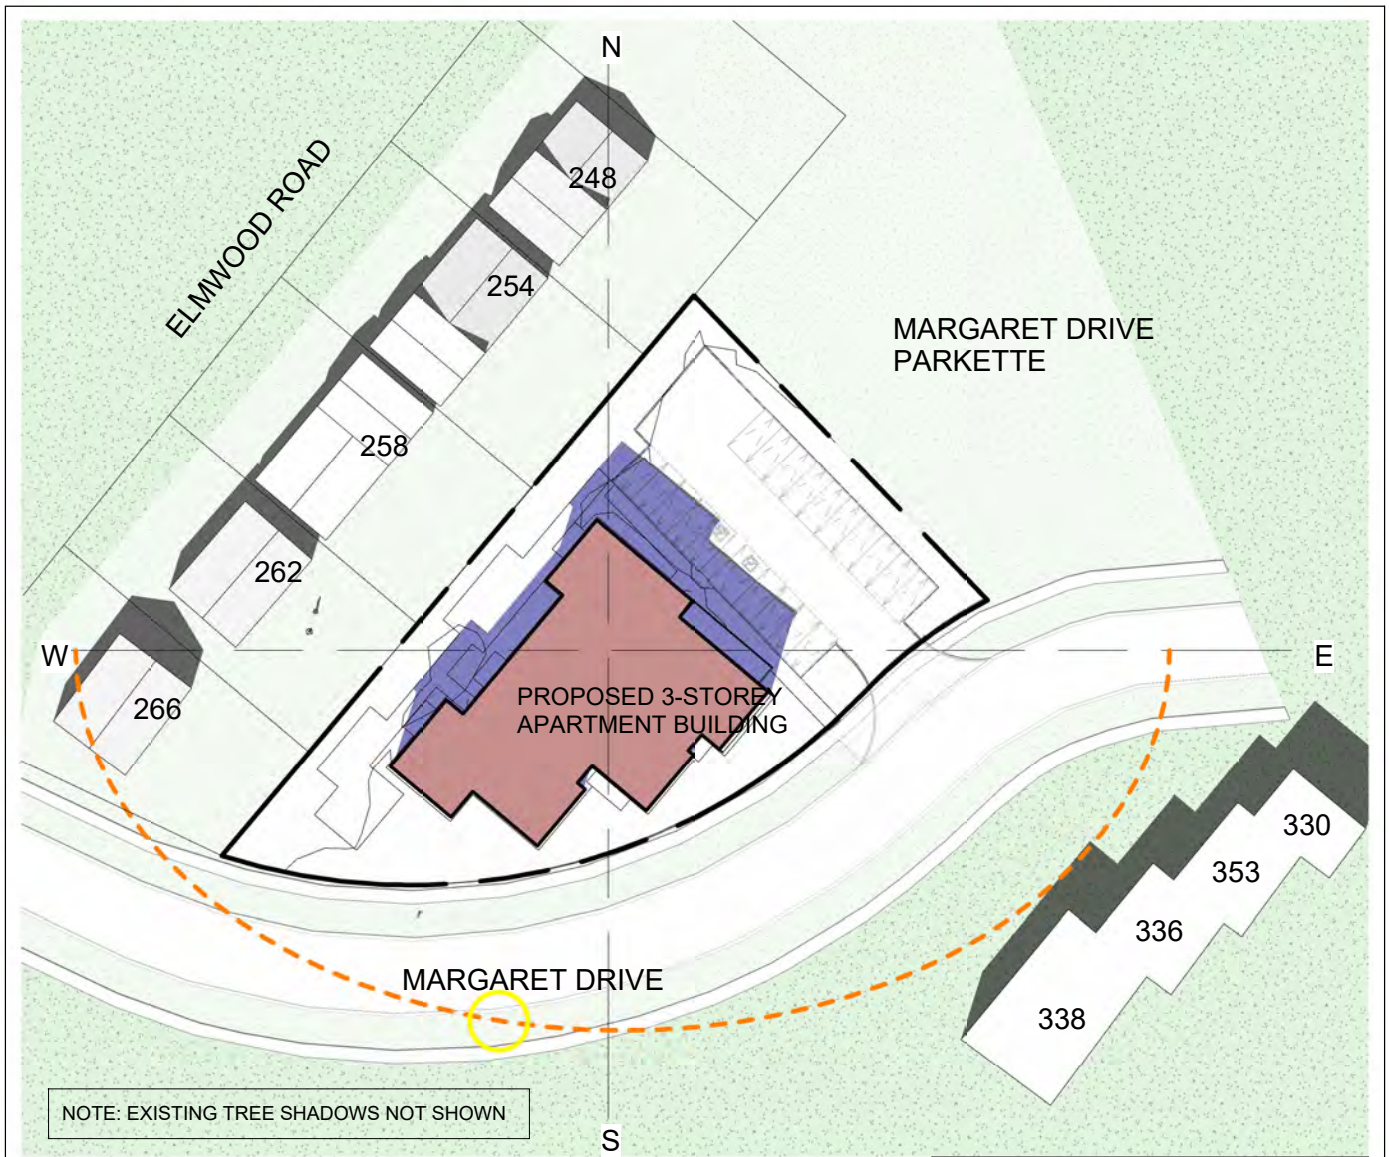 N
248
ELMWOOD ROAD
254
MARGARET DRIVE
PARKETTE
258
262
W
E
266
PROPOSED 3-STOREY
APARTMENT BUILDING
330
353
336
MARGARET DRIVE
338
NOTE: EXISTING TREE SHADOWS NOT SHOWN
S